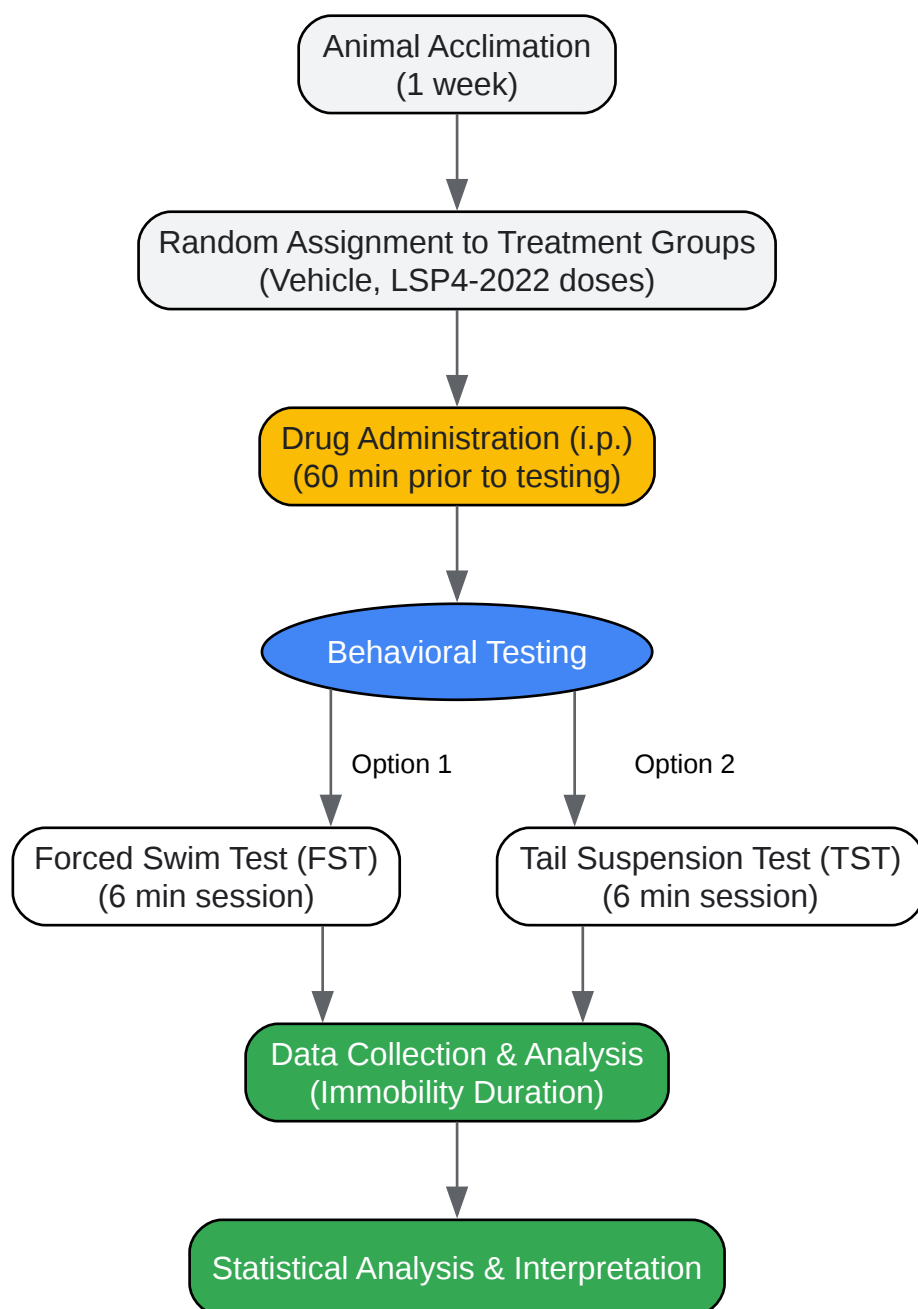 Animal Acclimation
(1 week)
Random Assignment to Treatment Groups
(Vehicle, LSP4-2022 doses)
Drug Administration (i.p.)
(60 min prior to testing)
Behavioral Testing
Option 1
Option 2
Forced Swim Test (FST)
(6 min session)
Tail Suspension Test (TST)
(6 min session)
Data Collection & Analysis
(Immobility Duration)
Statistical Analysis & Interpretation